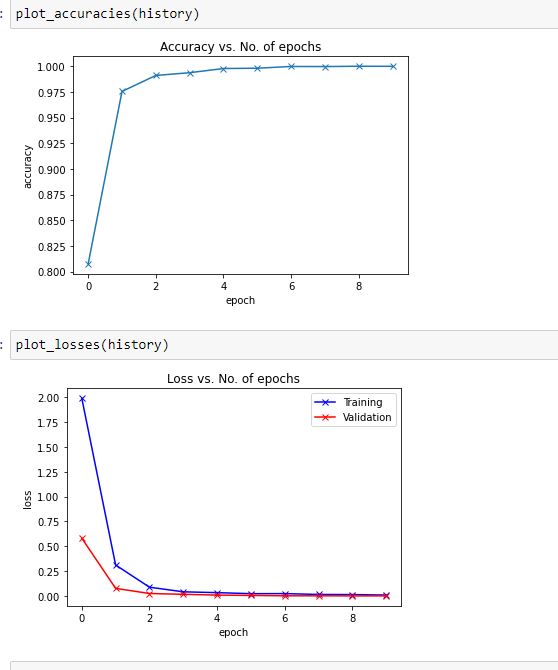 : plot_accuracies(history)
Accuracy vs. No. of epochs
1.000
0.975
0.950
0.925
0.900
0.875
0.850
0.825
0.800
accuracy
0 2 4 6 8
epoch
: plot_losses(history)
Loss vs. No. of epochs
Training
Validation
2.00
1.75
1.50
1.25
1.00
0.75
0.50
0.25
0.00
loss
0 2 4 6 8
epoch